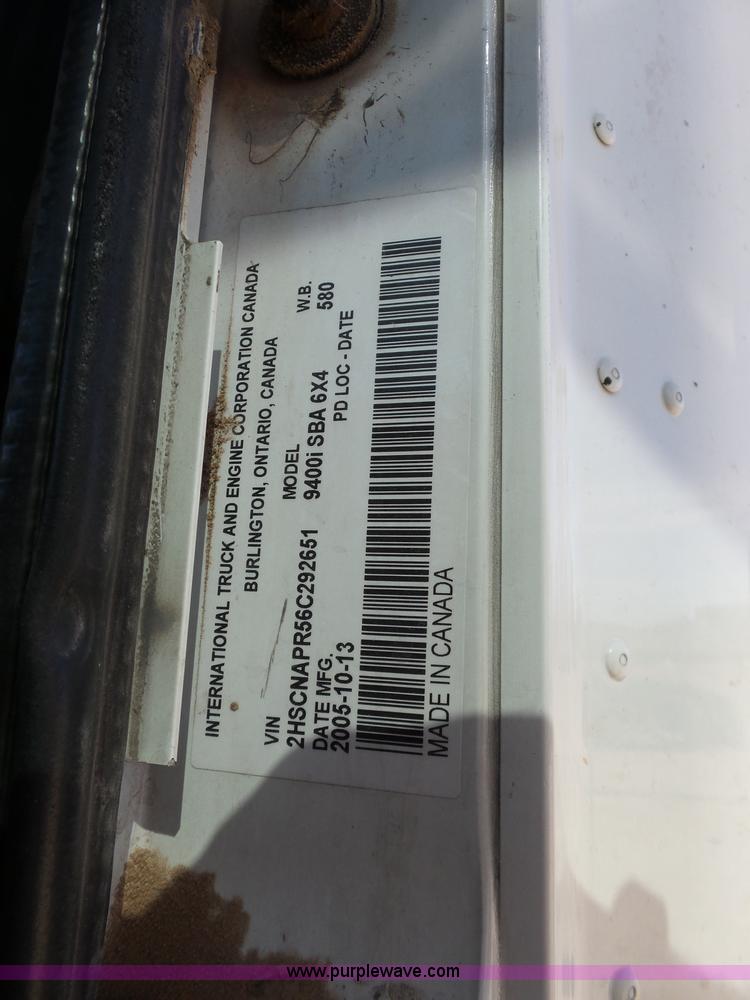 INTERNATIONAL TRUCK AND ENGINE CORPORATION CANADA
BURLINGTON, ONTARIO, CANADA
VIN MODEL W.B.
2HSCNAPR56C292651 9400i SBA 6X4 580
DATE MFG. PD LOC - DATE
2005-10-13
MADE IN CANADA
www.purplewave.com